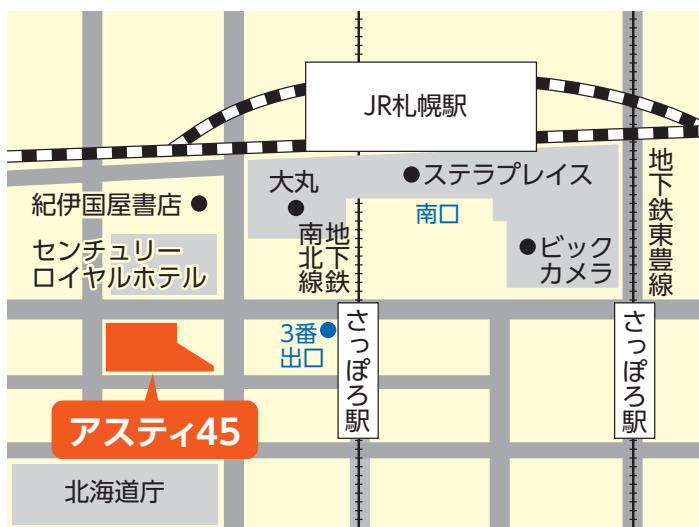 JR札幌駅
大丸
ステラプレイス
紀伊国屋書店
南口
センチュリー
ロイヤルホテル
地下鉄
南北線
ビック
カメラ
地下鉄東豊線
3番
出口
さっぽろ駅
さっぽろ駅
アスティ45
北海道庁